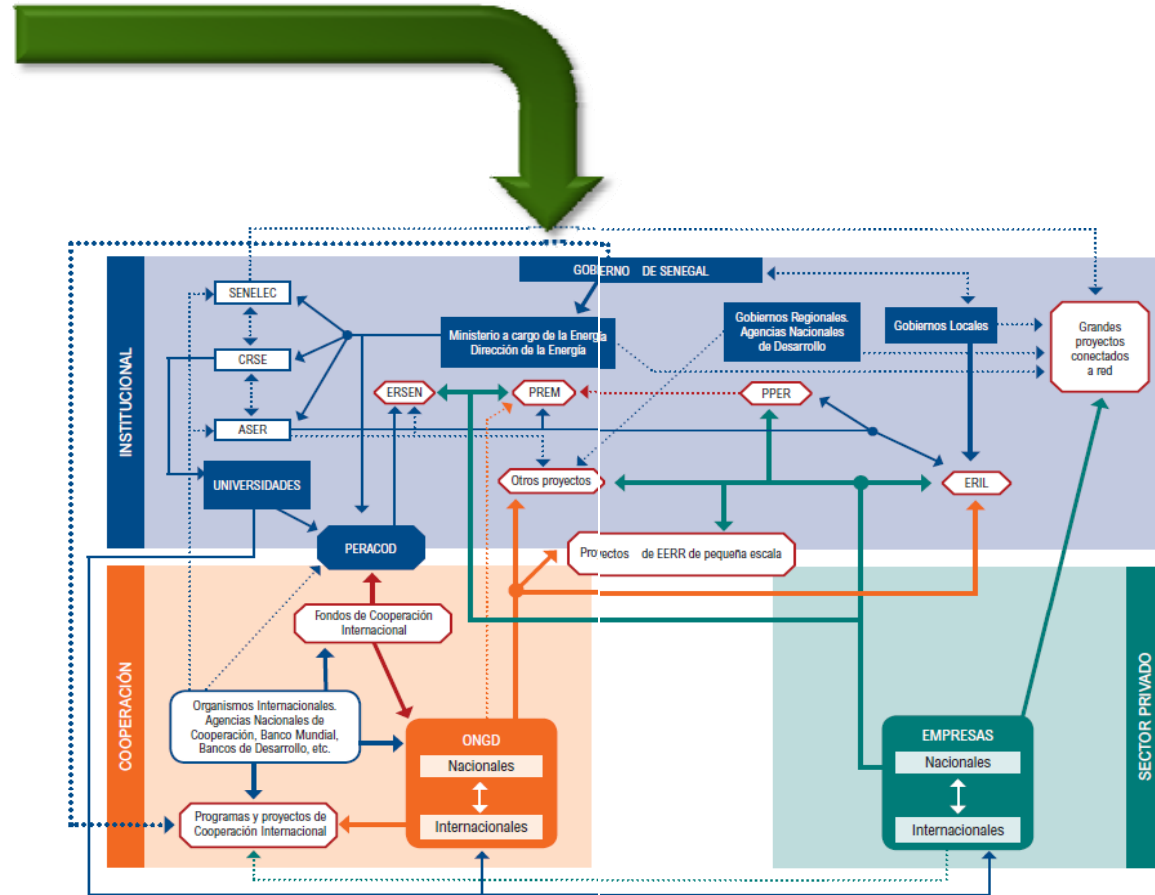 GOBIERNO DE SENEGAL
INSTITUCIONAL
SENELEC
CRSE
ASER
UNIVERSIDADES
Ministerio a cargo de la Energía
Dirección de la Energía
Gobiernos Regionales.
Agencias Nacionales
de Desarrollo
Gobiernos Locales
Grandes
proyectos
conectados
a red
ERSEN
PREM
PPER
Otros proyectos
ERIL
PERACOD
Proyectos de EERR de pequeña escala
COOPERACIÓN
Fondos de Cooperación
Internacional
Organismos Internacionales.
Agencias Nacionales de
Cooperación, Banco Mundial,
Bancos de Desarrollo, etc.
Programas y proyectos de
Cooperación Internacional
ONGD
Nacionales
Internacionales
EMPRESAS
Nacionales
Internacionales
SECTOR PRIVADO